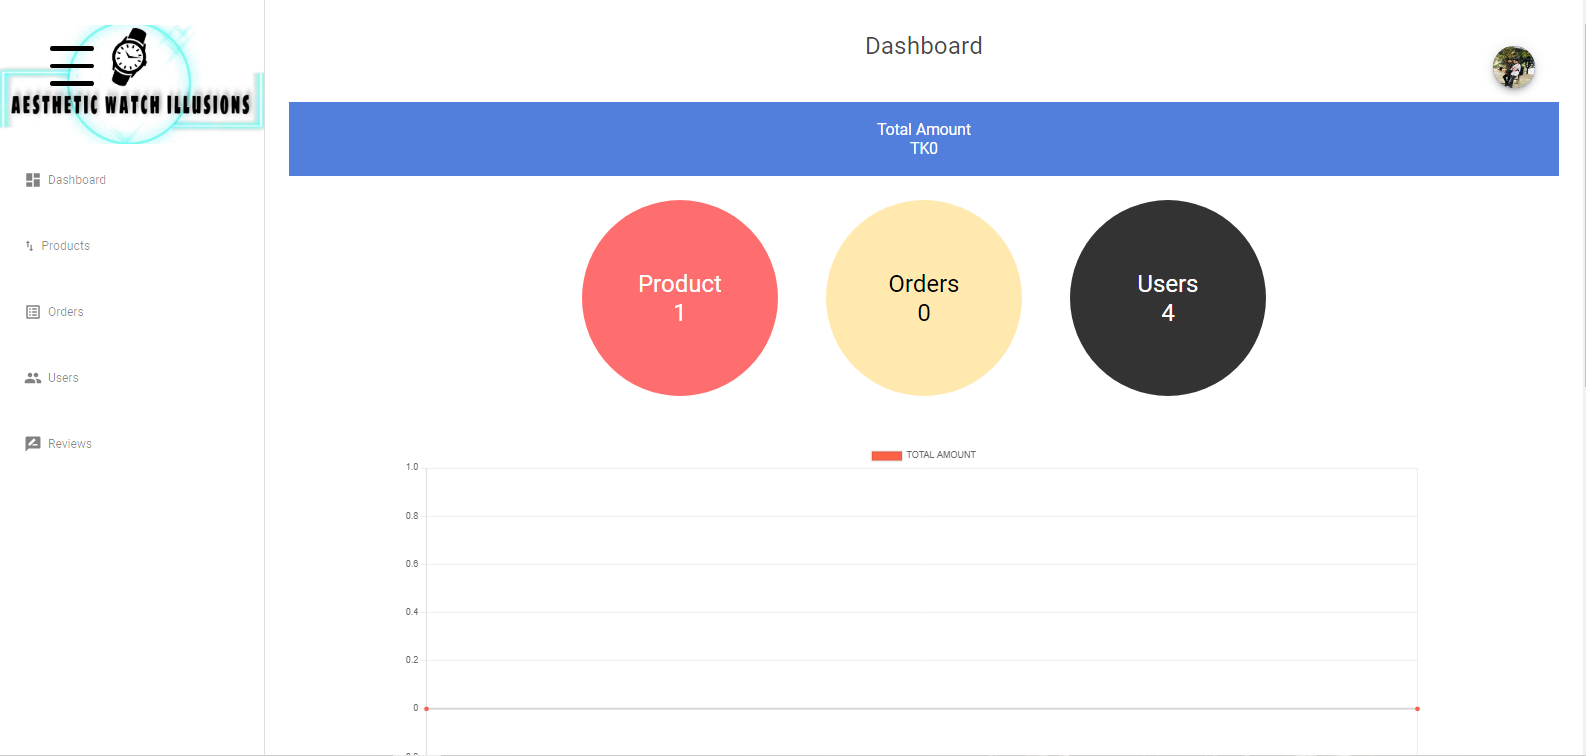 AESTHETIC WATCH ILLUSIONS
Dashboard
Products
Orders
Users
Reviews
Dashboard
Total Amount
TK0
Product
1
Orders
0
Users
4
TOTAL AMOUNT
1.0
0.8
0.6
0.4
0.2
0